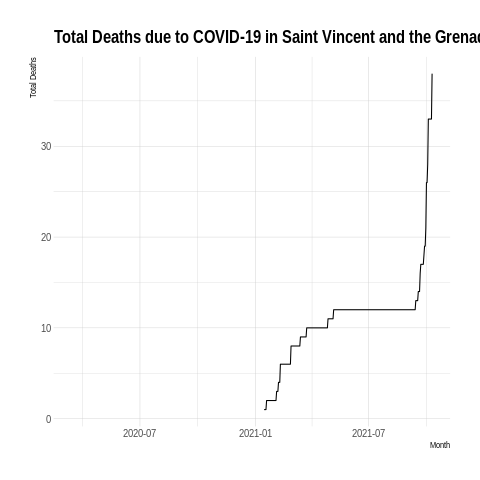 Total Deaths due to COVID-19 in Saint Vincent and the Grena
Total Deaths
30
20
10
0
2020-07
2021-01
2021-07
Month